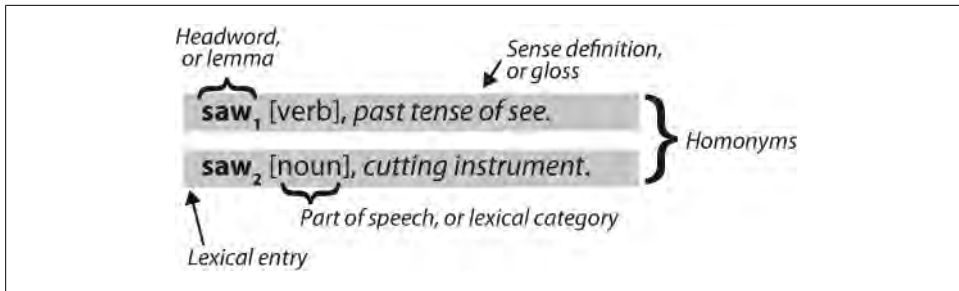 Headword,
or lemma
Sense definition,
or gloss
saw₁ [verb], past tense of see.
Homonyms
saw₂ [noun], cutting instrument.
Part of speech, or lexical category
Lexical entry